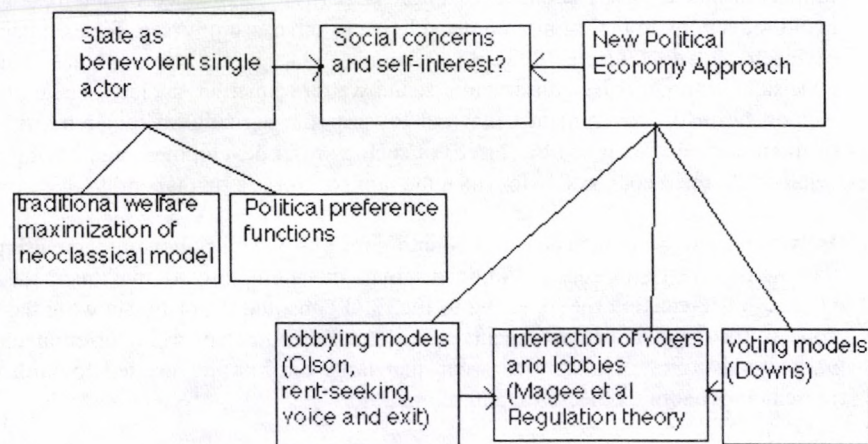 State as
benevolent single
actor
Social concerns
and self-interest?
New Political
Economy Approach
traditional welfare
maximization of
neoclassical model
Political preference
functions
lobbying models
(Olson,
rent-seeking,
voice and exit)
Interaction of voters
and lobbies
(Magee et al
Regulation theory
voting models
(Downs)